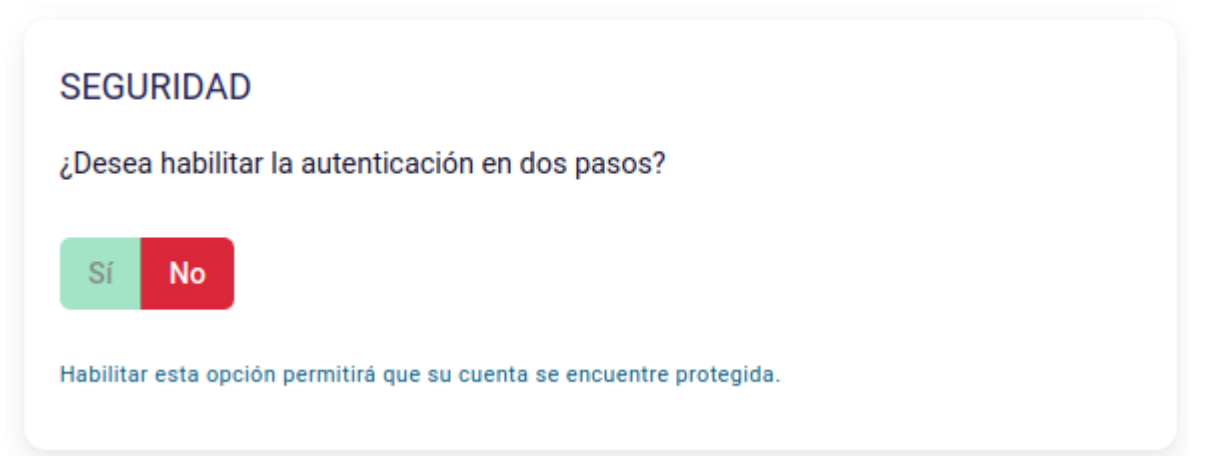 SEGURIDAD
¿Desea habilitar la autenticación en dos pasos?
Sí No
Habilitar esta opción permitirá que su cuenta se encuentre protegida.